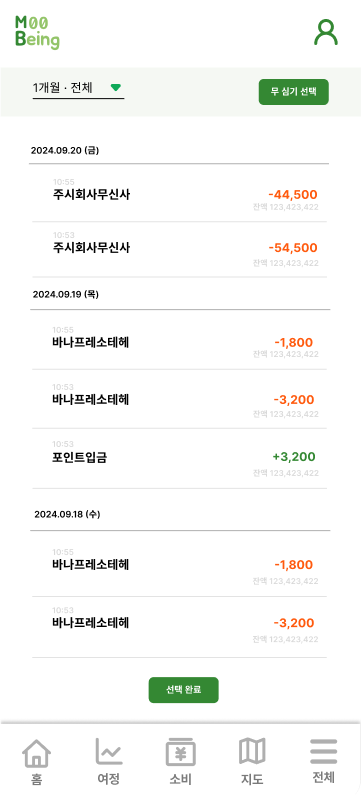 M00
Being
1개월 · 전체
무 심기 선택
2024.09.20 (금)
10:55
주시회사무신사
-44,500
잔액 123,423,422
10:53
주시회사무신사
-54,500
잔액 123,423,422
2024.09.19 (목)
10:55
바나프레소테헤
-1,800
잔액 123,423,422
10:53
바나프레소테헤
-3,200
잔액 123,423,422
10:53
포인트입금
+3,200
잔액 123,423,422
2024.09.18 (수)
10:55
바나프레소테헤
-1,800
잔액 123,423,422
10:53
바나프레소테헤
-3,200
잔액 123,423,422
선택 완료
홈 여정 소비 지도 전체